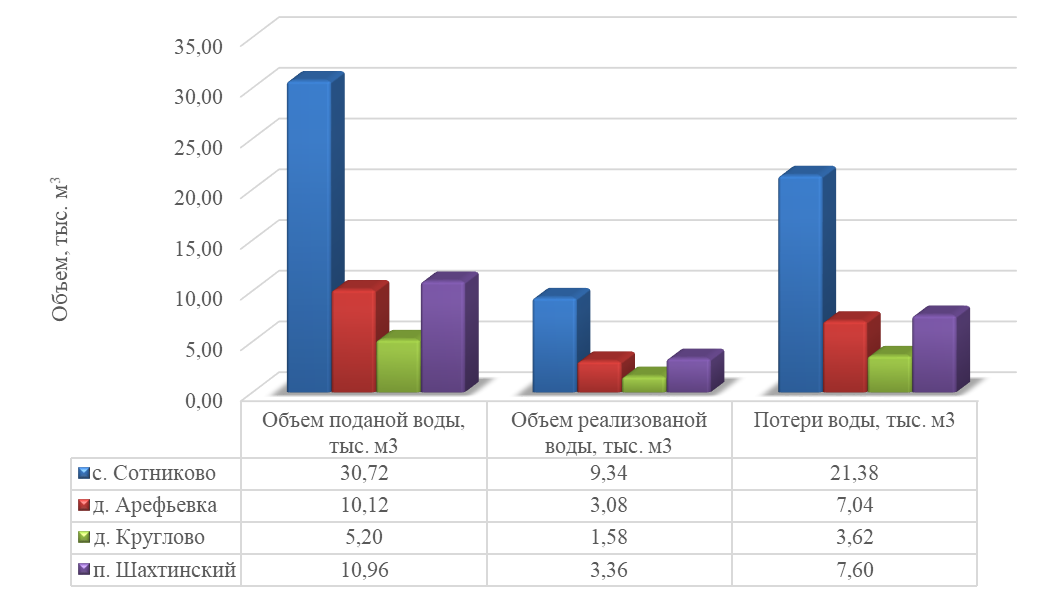 35,00
30,00
25,00
20,00
15,00
10,00
5,00
0,00
Объем, тыс. м³
Объем поданой воды,
тыс. м3
Объем реализованой
воды, тыс. м3
Потери воды, тыс. м3
с. Сотниково 30,72 9,34 21,38
д. Арефьевка 10,12 3,08 7,04
д. Круглово 5,20 1,58 3,62
п. Шахтинский 10,96 3,36 7,60